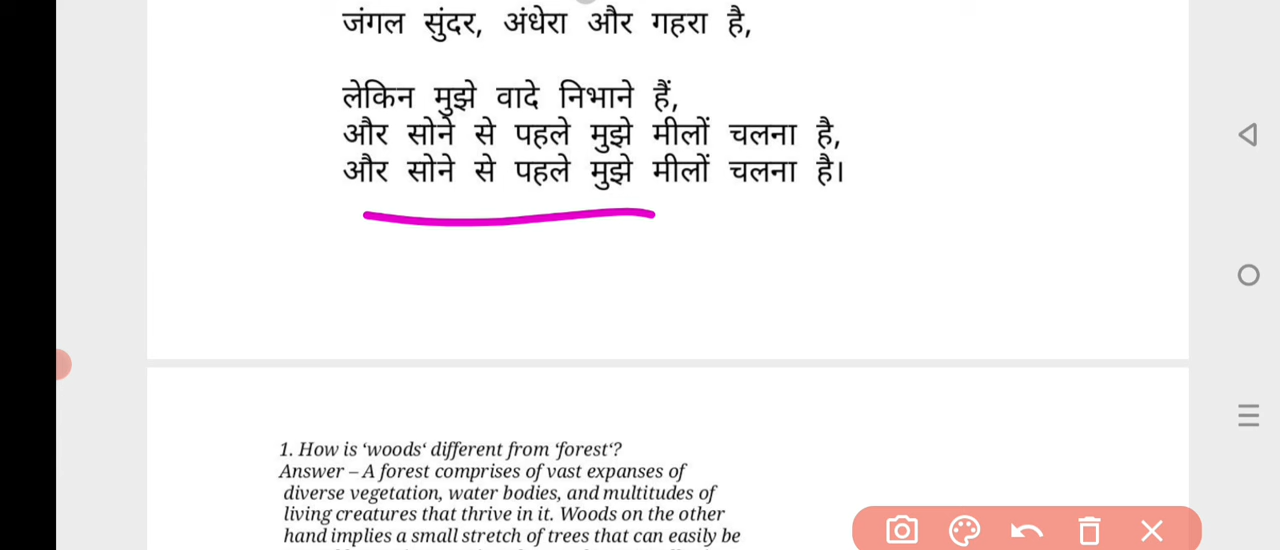 जंगल सुंदर, अंधेरा और गहरा है,
लेकिन मुझे वादे निभाने हैं,
और सोने से पहले मुझे मीलों चलना है,
और सोने से पहले मुझे मीलों चलना है।
1. How is ‘woods‘ different from ‘forest‘?
Answer – A forest comprises of vast expanses of
diverse vegetation, water bodies, and multitudes of
living creatures that thrive in it. Woods on the other
hand implies a small stretch of trees that can easily be